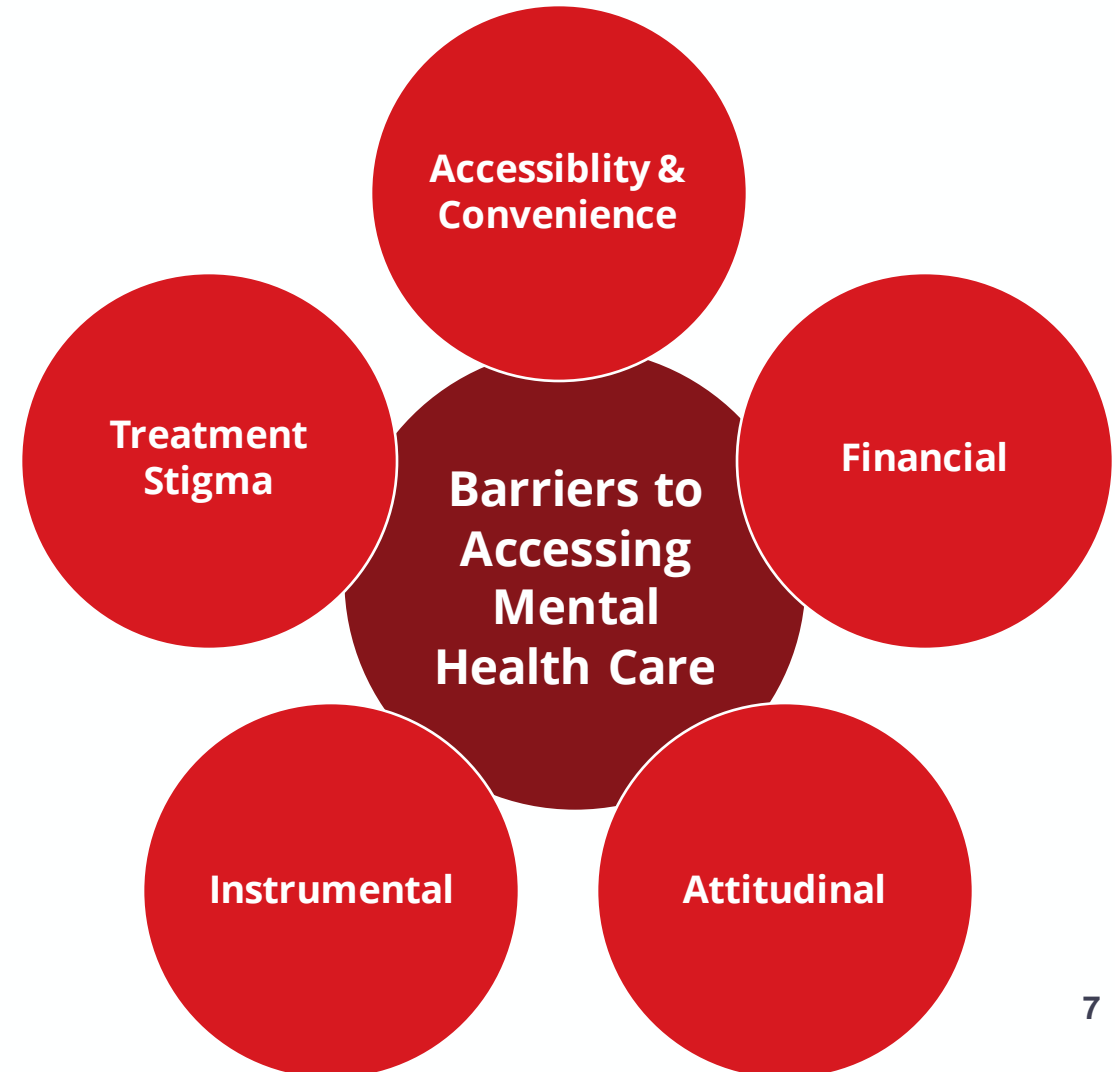 Accessiblity &
Convenience
Treatment
Stigma
Financial
Barriers to
Accessing
Mental
Health Care
Instrumental
Attitudinal
7